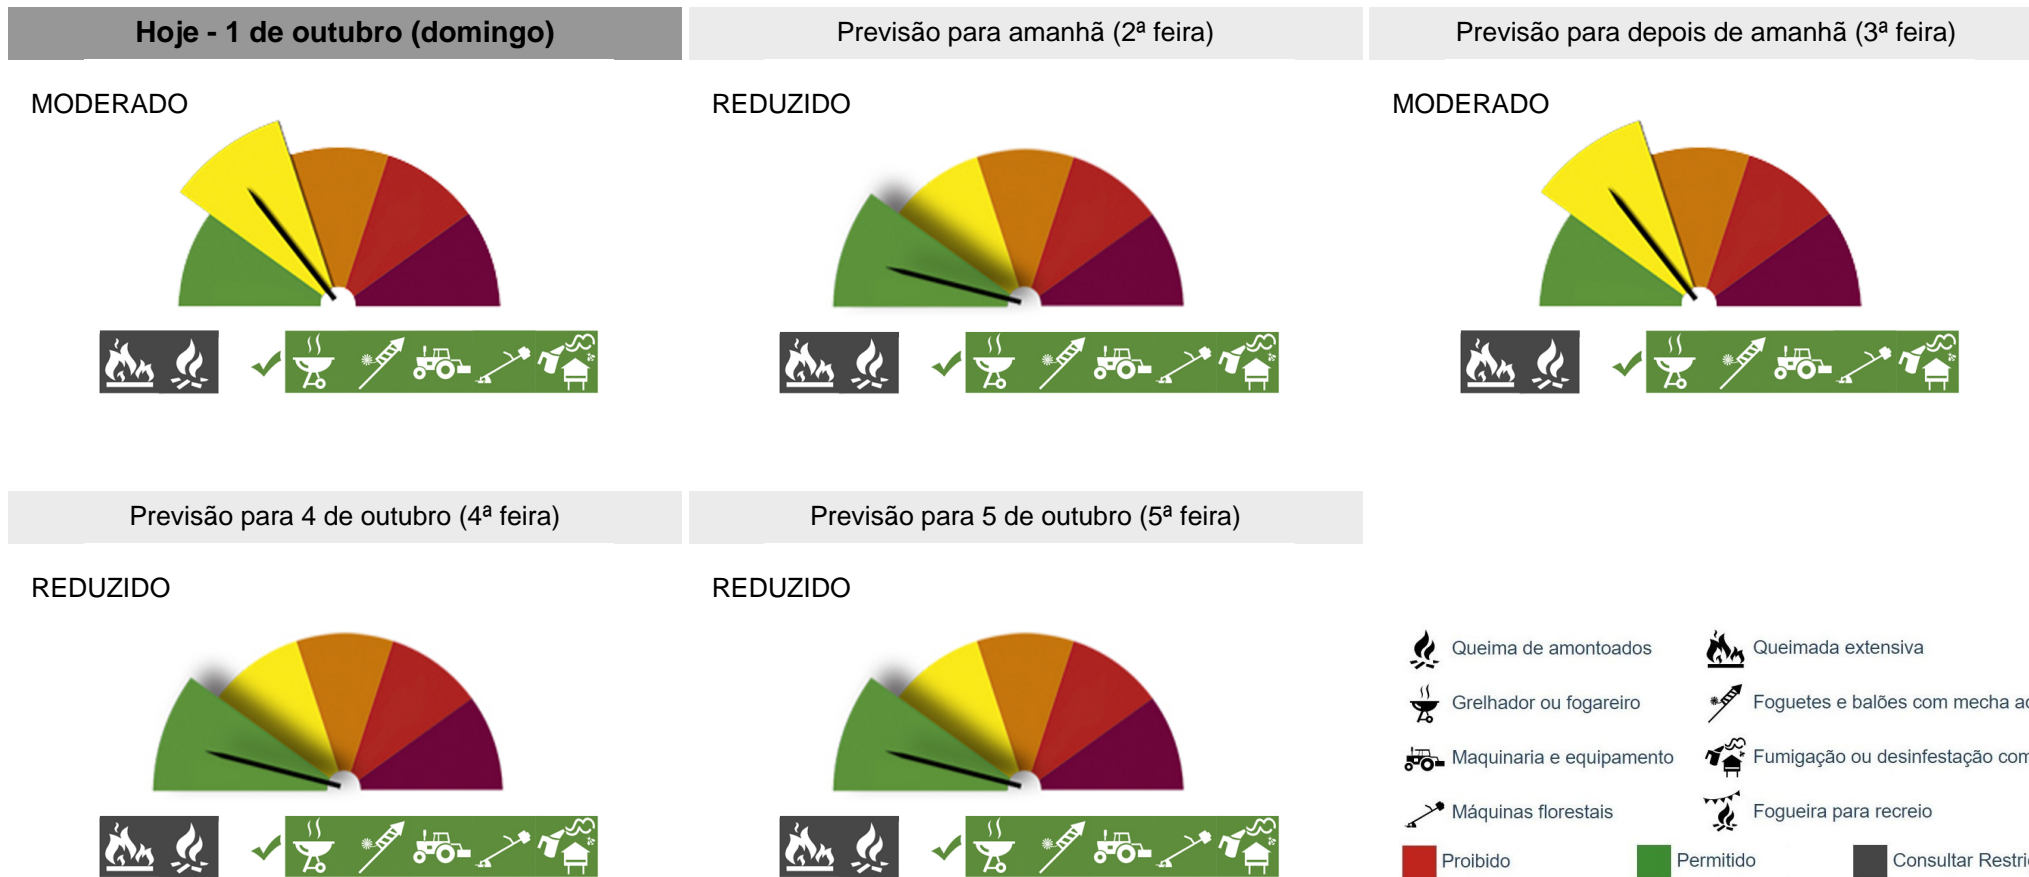 Hoje - 1 de outubro (domingo)
Previsão para amanhã (2ª feira)
Previsão para depois de amanhã (3ª feira)
MODERADO
REDUZIDO
MODERADO
Previsão para 4 de outubro (4ª feira)
Previsão para 5 de outubro (5ª feira)
REDUZIDO
REDUZIDO
Queima de amontoados
Queimada extensiva
Grelhador ou fogareiro
Foguetes e balões com mecha
Maquinaria e equipamento
Fumigação ou desinfestação com
Máquinas florestais
Fogueira para recreio
Proibido
Permitido
Consultar